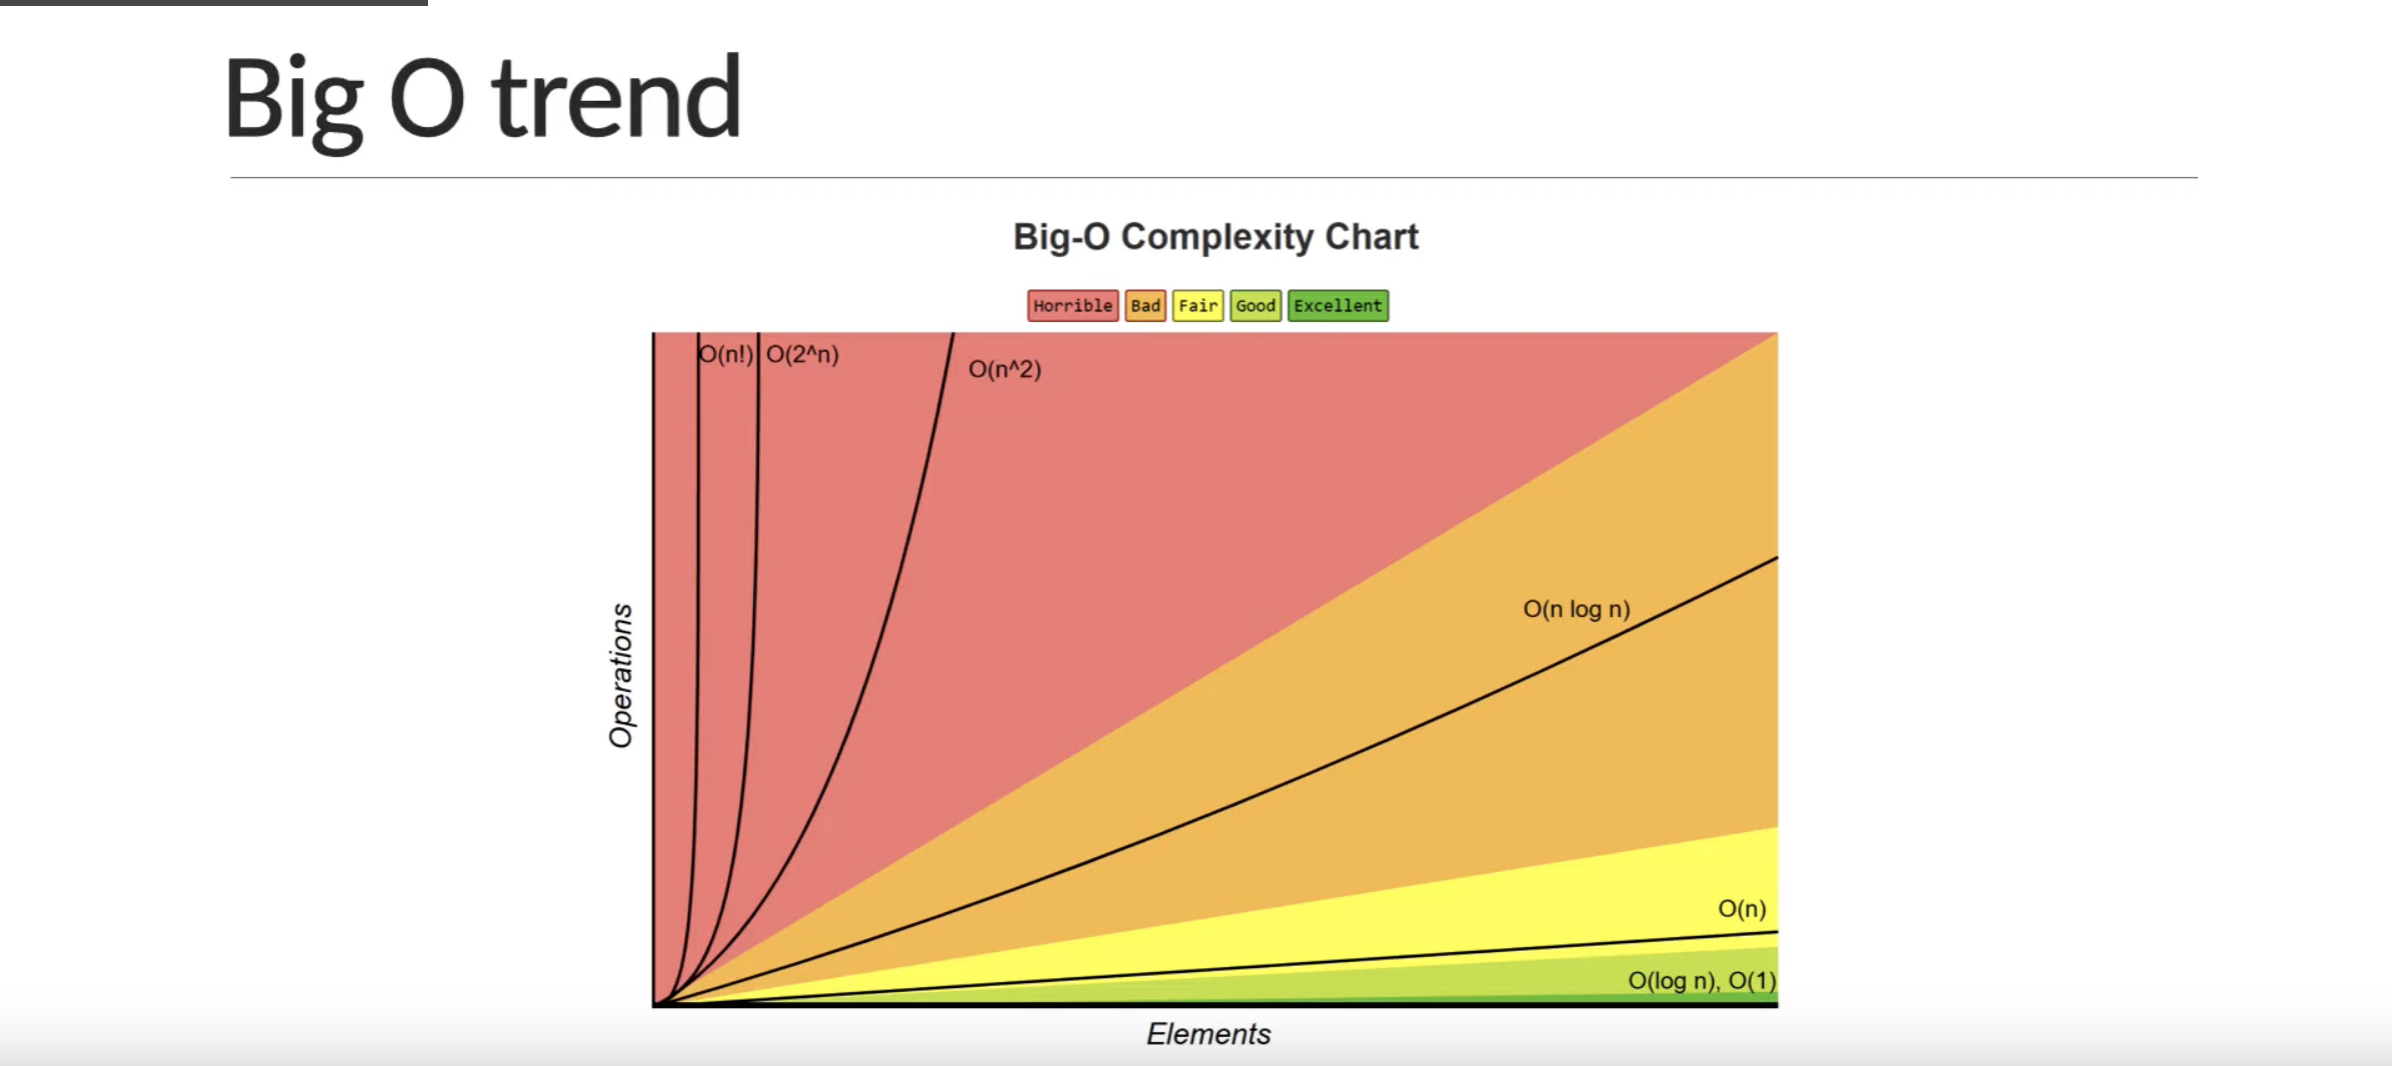 Big O trend
Big-O Complexity Chart
Horrible Bad Fair Good Excellent
O(n!) O(2^n)
O(n^2)
O(n log n)
Operations
O(n)
O(log n), O(1)
Elements